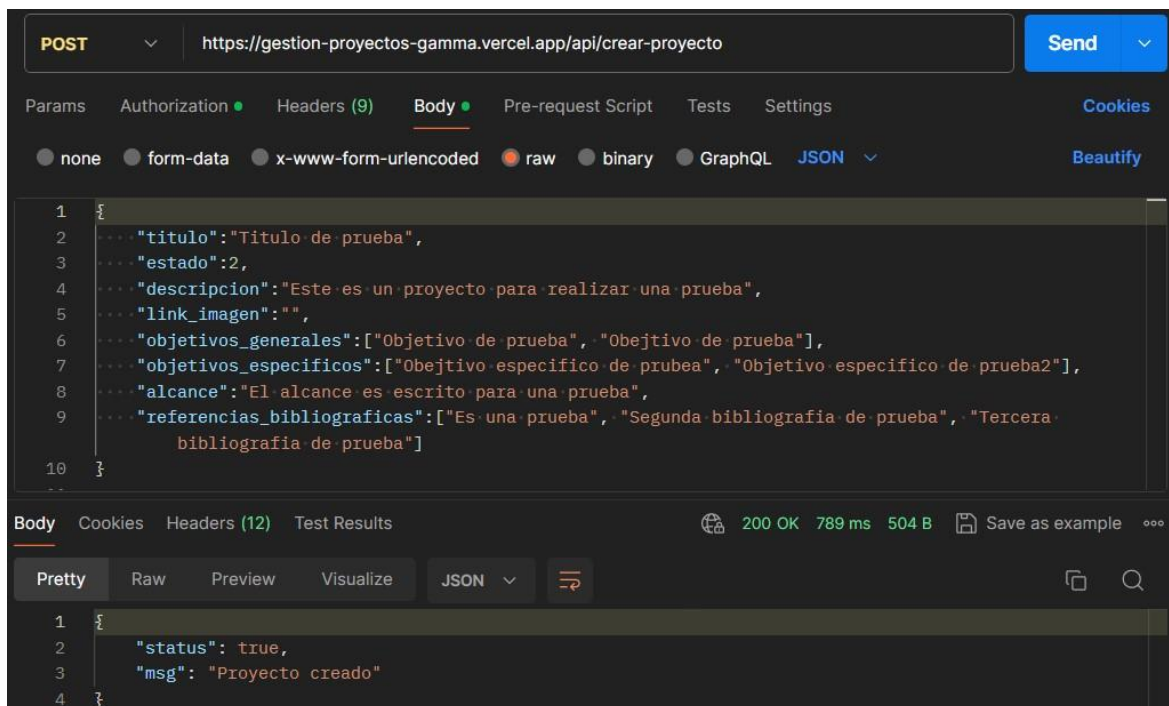 POST https://gestion-proyectos-gamma.vercel.app/api/crear-proyecto Send
Params Authorization Headers (9) Body Pre-request Script Tests Settings Cookies
none form-data x-www-form-urlencoded raw binary GraphQL JSON Beautify
1 {
2 "titulo":"Titulo de prueba",
3 "estado":2,
4 "descripcion":"Este es un proyecto para realizar una prueba",
5 "link_imagen":"",
6 "objetivos_generales":["Objetivo de prueba", "Obejtivo de prueba"],
7 "objetivos_especificos":["Obejtivo especifico de prubea", "Objetivo especifico de prueba2"],
8 "alcance":"El alcance es escrito para una prueba",
9 "referencias_bibliograficas":["Es una prueba", "Segunda bibliografia de prueba", "Tercera
bibliografia de prueba"]
10 }
Body Cookies Headers (12) Test Results 200 OK 789 ms 504 B Save as example
Pretty Raw Preview Visualize JSON
1 {
2 "status": true,
3 "msg": "Proyecto creado"
4 }